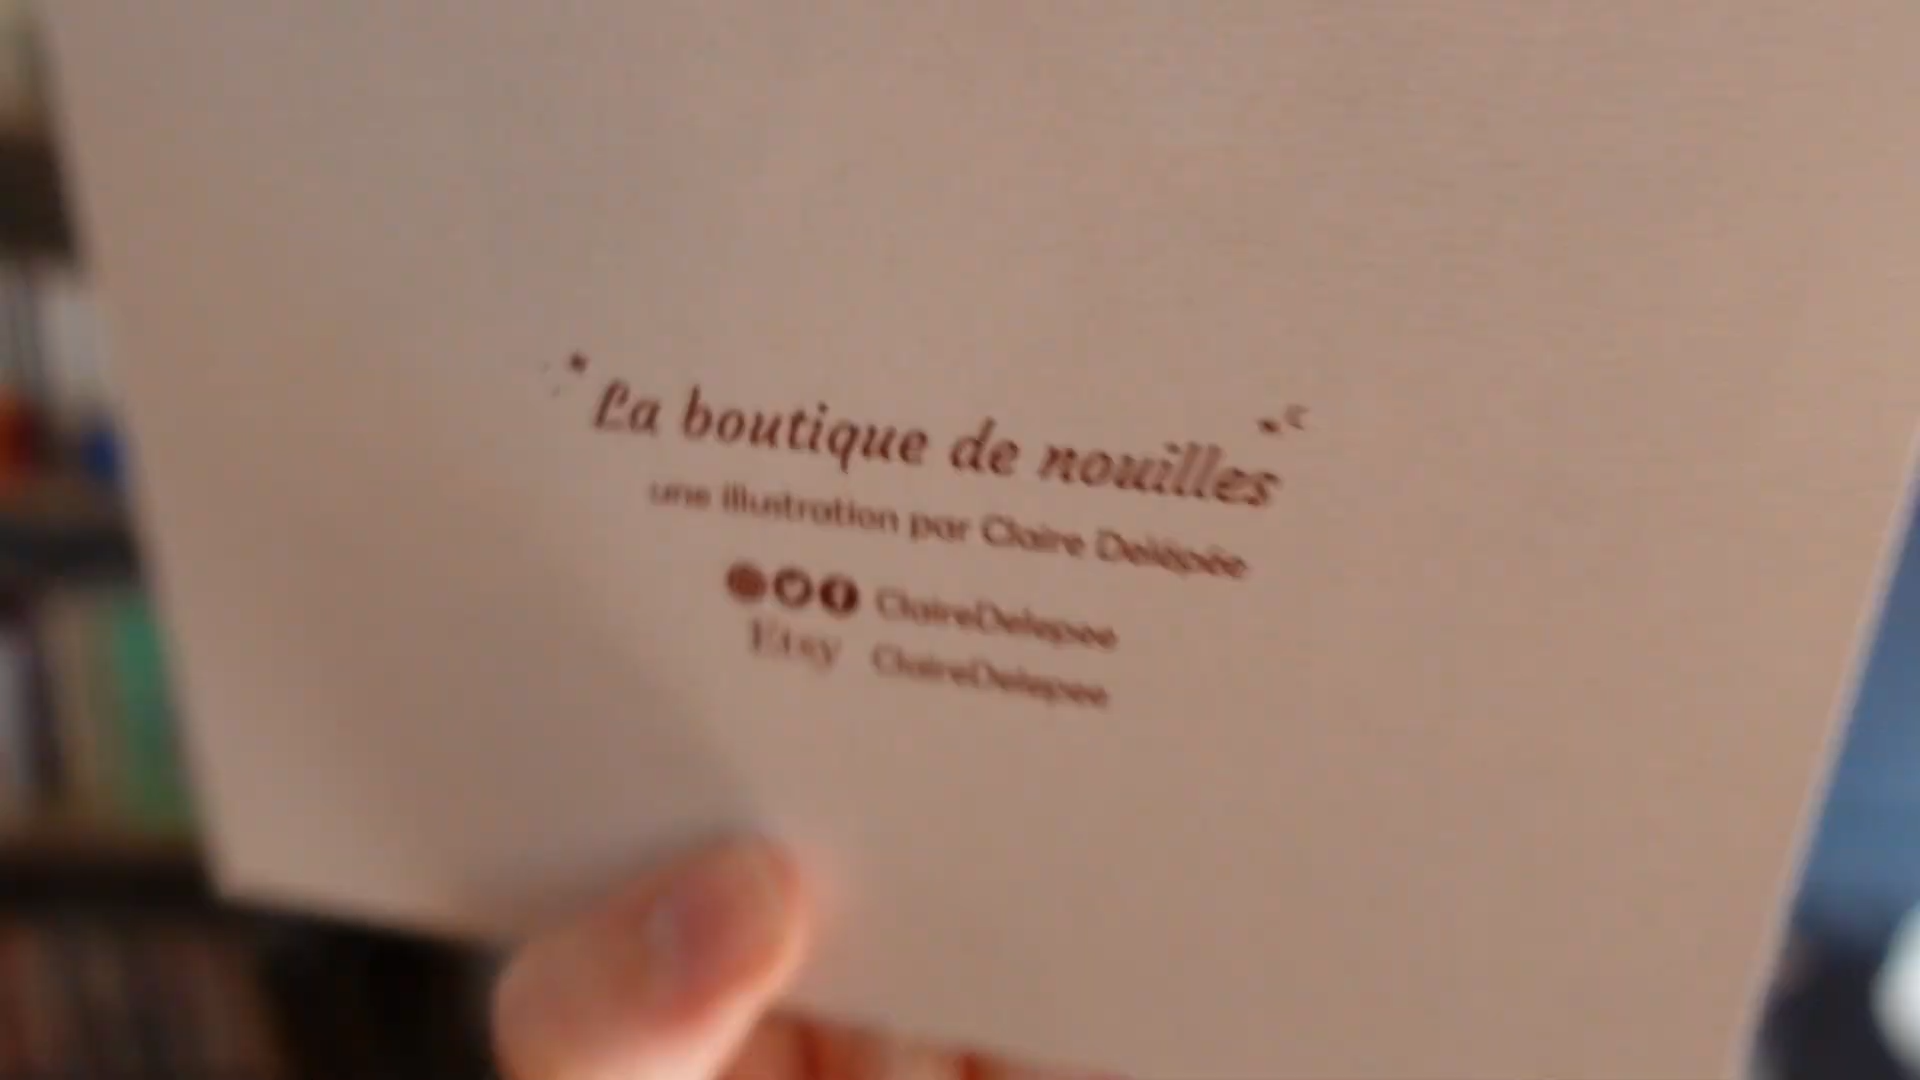 La boutique de nouilles
une illustration par Claire Delépée
ClaireDelepee
Etsy ClaireDelepee